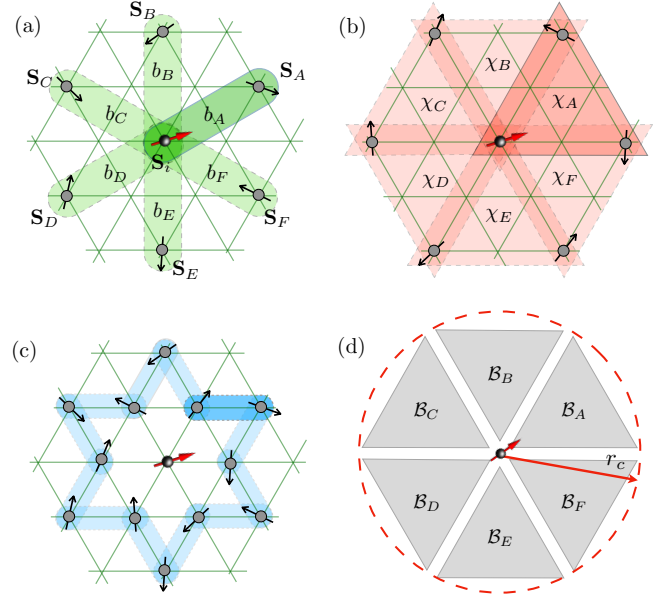 (a)
S_B
S_C
S_A
b_B
b_C
b_A
S_i
b_D
b_F
S_D
b_E
S_F
S_E
(b)
χ_B
χ_C
χ_A
χ_D
χ_F
χ_E
(c)
(d)
𝓑_B
𝓑_C
𝓑_A
r_c
𝓑_D
𝓑_F
𝓑_E